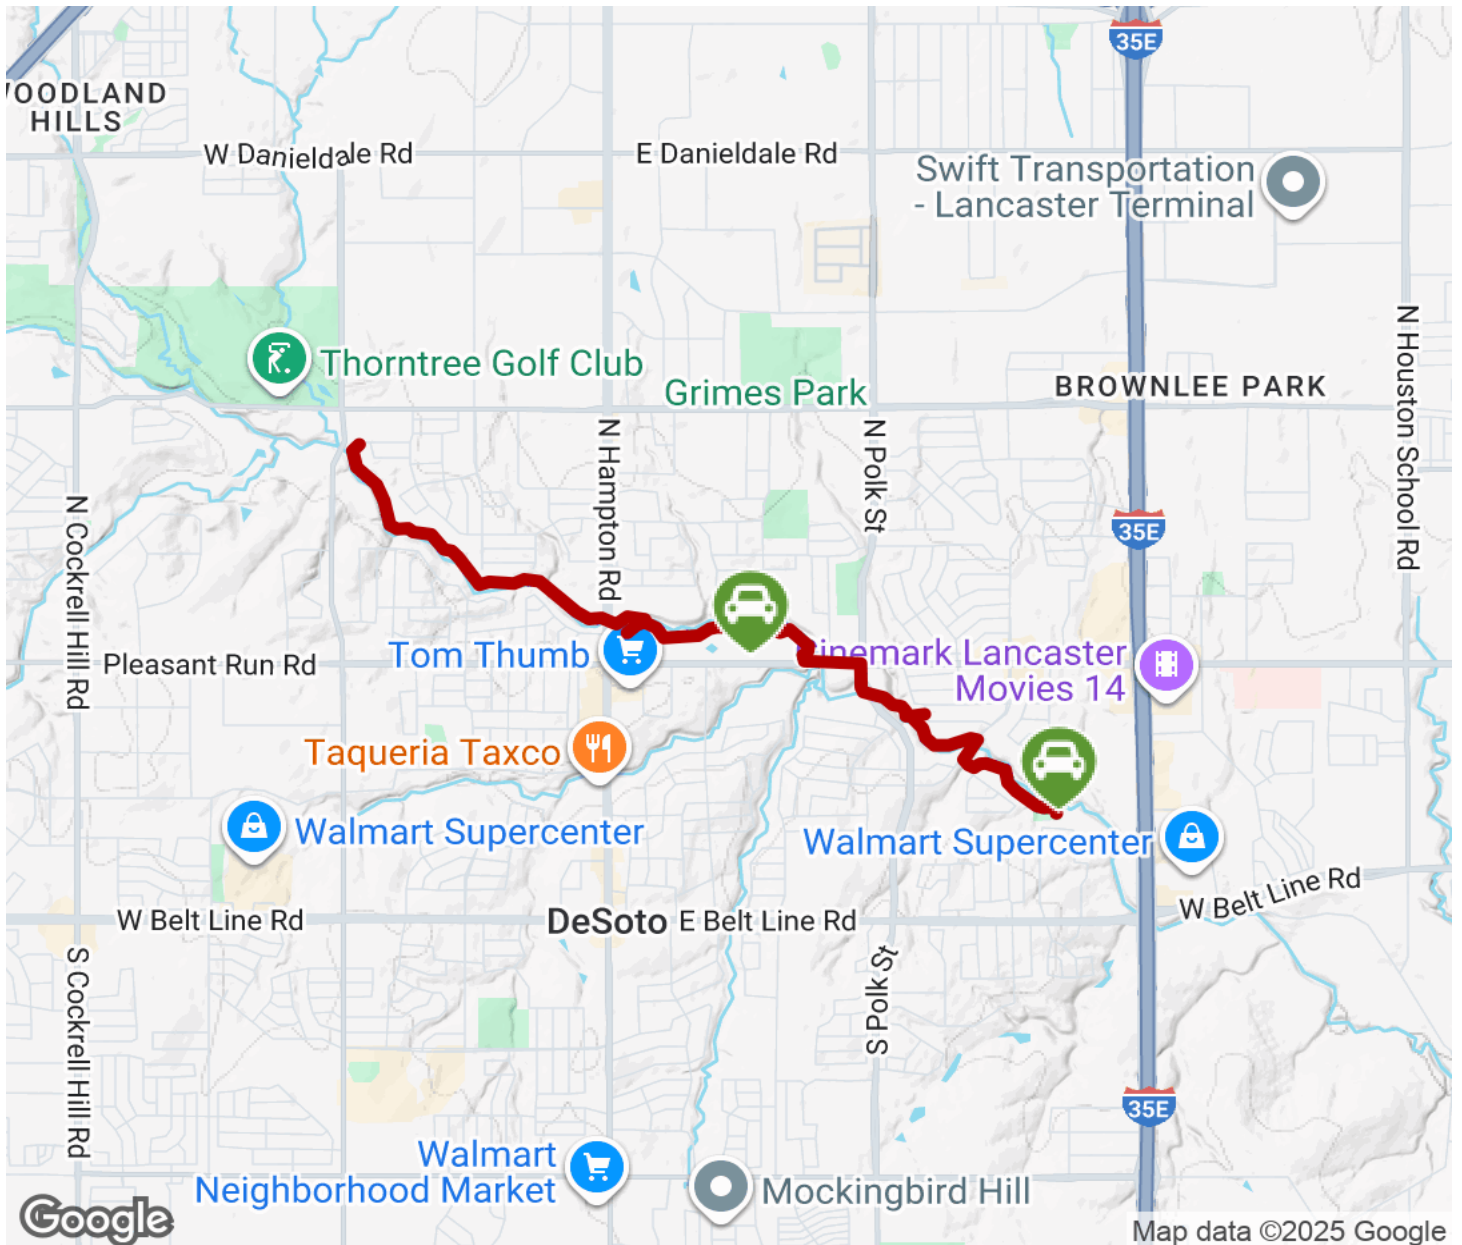 35E
WOODLAND
HILLS
W Danieldale Rd
E Danieldale Rd
Swift Transportation
- Lancaster Terminal
N Houston School Rd
Thorntree Golf Club
Grimes Park
BROWNLEE PARK
N Hampton Rd
N Polk St
N Cockrell Hill Rd
35E
Tom Thumb
Pleasant Run Rd
Cinemark Lancaster
Movies 14
Taqueria Taxco
Walmart Supercenter
Walmart Supercenter
W Belt Line Rd
W Belt Line Rd
DeSoto
E Belt Line Rd
S Cockrell Hill Rd
S Polk St
35E
Walmart
Neighborhood Market
Mockingbird Hill
Google
Map data ©2025 Google